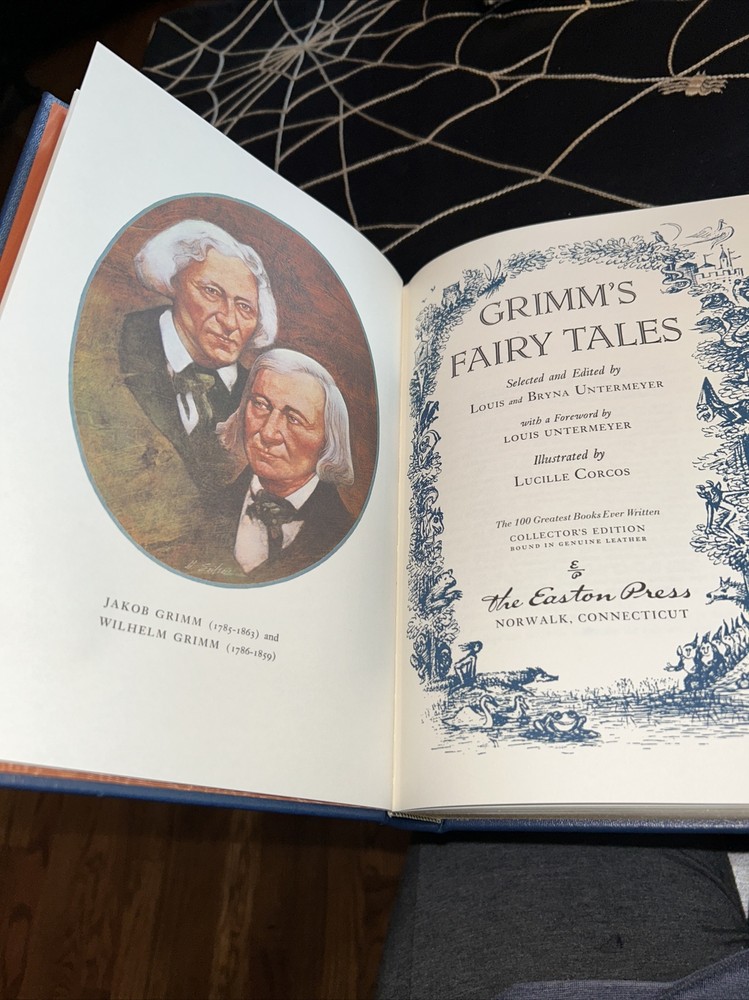 JAKOB GRIMM (1785-1863) and
WILHELM GRIMM (1786-1859)
GRIMM'S
FAIRY TALES
Selected and Edited by
LOUIS and BRYNA UNTERMEYER
with a Foreword by
LOUIS UNTERMEYER
Illustrated by
LUCILLE CORCOS
The 100 Greatest Books Ever Written
COLLECTOR'S EDITION
BOUND IN GENUINE LEATHER
the Easton Press
NORWALK, CONNECTICUT